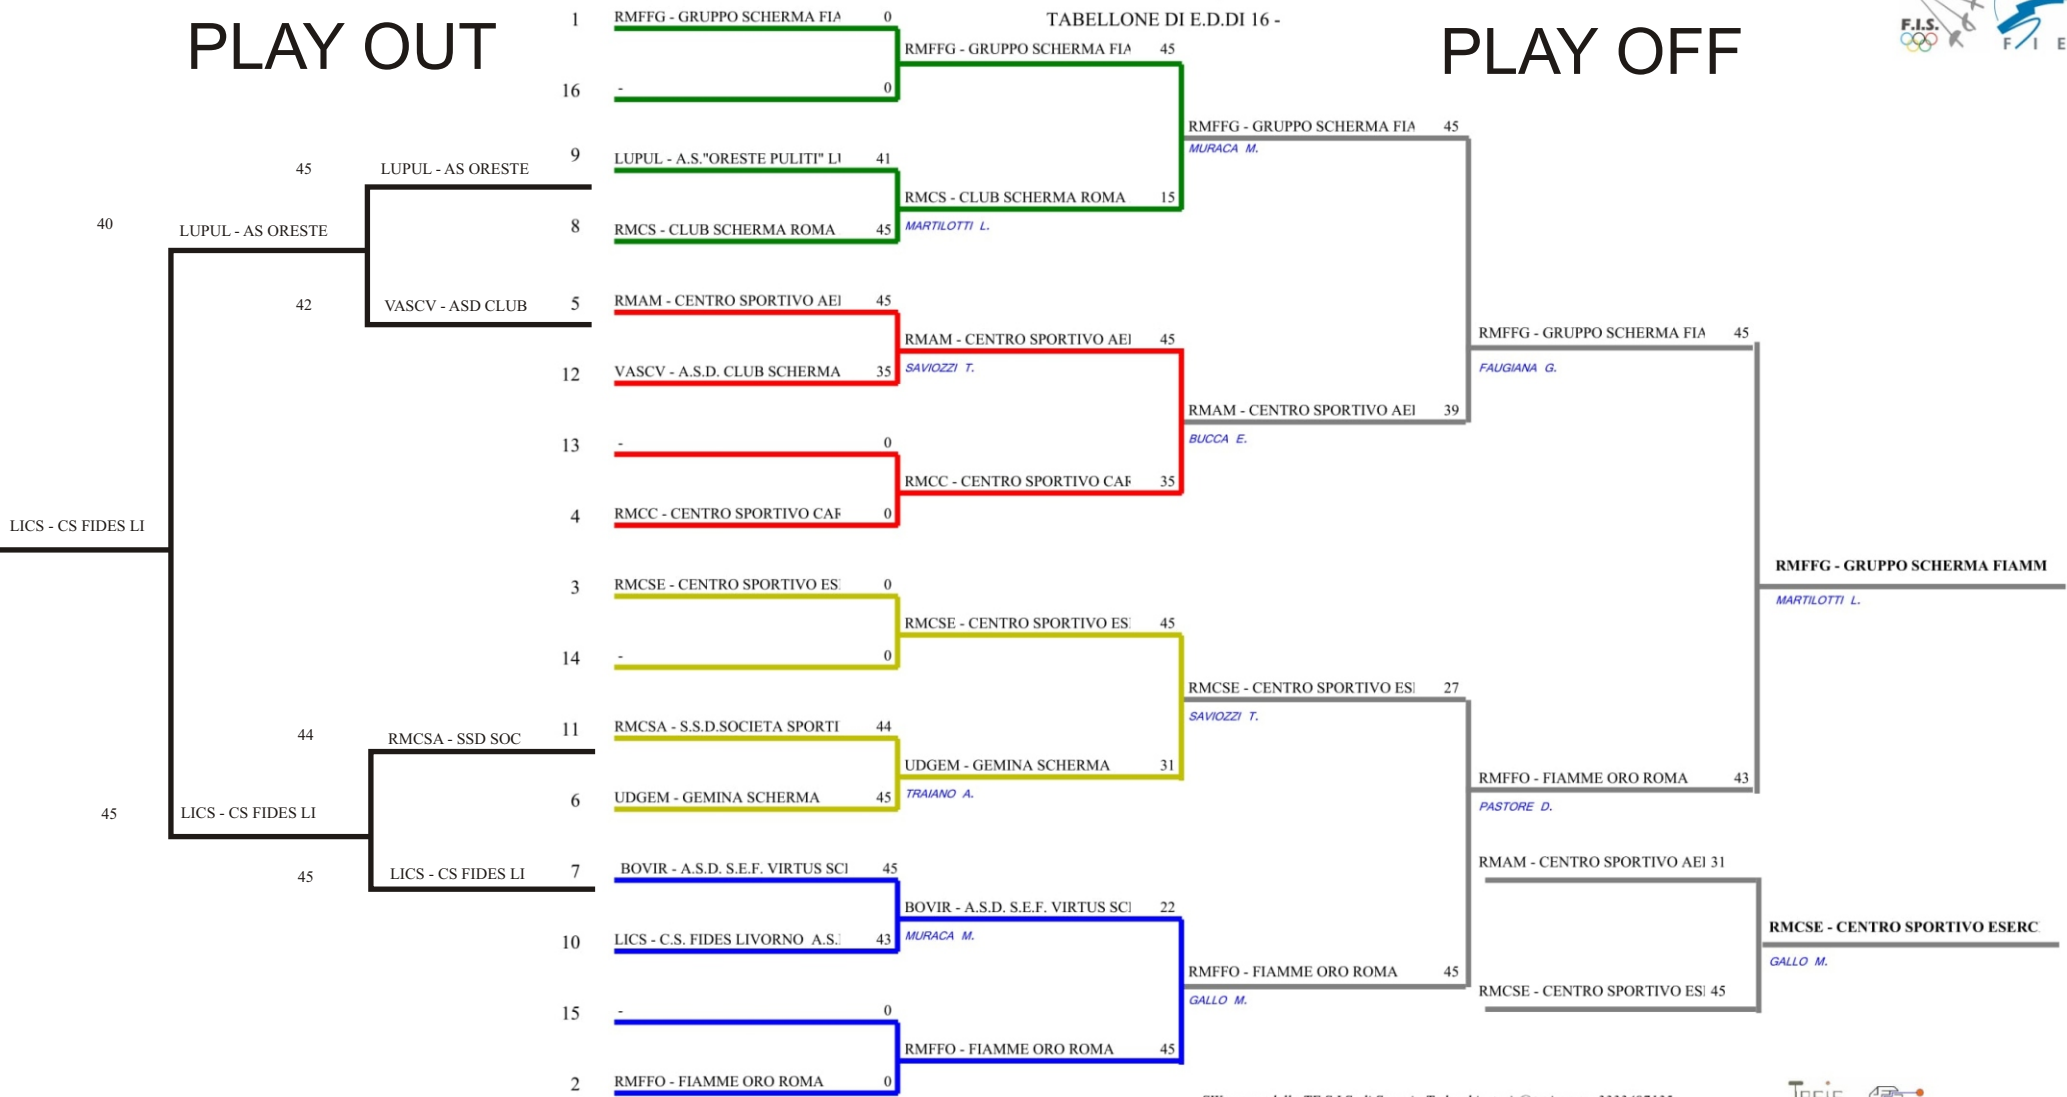 PLAY OUT
TABELLONE DI E.D.DI 16 -
PLAY OFF
F.I.S.
F I E
45 LUPUL - AS ORESTE
40 LUPUL - AS ORESTE
42 VASCV - ASD CLUB
LICS - CS FIDES LI
44 RMCSA - SSD SOC
45 LICS - CS FIDES LI
45 LICS - CS FIDES LI
1 RMFFG - GRUPPO SCHERMA FIA 0
16 - 0
9 LUPUL - A.S."ORESTE PULITI" LU 41
8 RMCS - CLUB SCHERMA ROMA 45
5 RMAM - CENTRO SPORTIVO AEI 45
12 VASCV - A.S.D. CLUB SCHERMA 35
13 - 0
4 RMCC - CENTRO SPORTIVO CAR 0
3 RMCSE - CENTRO SPORTIVO ES 0
14 - 0
11 RMCSA - S.S.D.SOCIETA SPORTI 44
6 UDGEM - GEMINA SCHERMA 45
7 BOVIR - A.S.D. S.E.F. VIRTUS SCI 45
10 LICS - C.S. FIDES LIVORNO A.S. 43
15 - 0
2 RMFFO - FIAMME ORO ROMA 0
RMFFG - GRUPPO SCHERMA FIA 45
RMCS - CLUB SCHERMA ROMA 15
MARTILOTTI L.
RMAM - CENTRO SPORTIVO AEI 45
SAVIOZZI T.
RMCC - CENTRO SPORTIVO CAR 35
RMCSE - CENTRO SPORTIVO ES 45
UDGEM - GEMINA SCHERMA 31
TRAIANO A.
BOVIR - A.S.D. S.E.F. VIRTUS SCI 22
MURACA M.
RMFFO - FIAMME ORO ROMA 45
RMFFG - GRUPPO SCHERMA FIA 45
MURACA M.
RMAM - CENTRO SPORTIVO AEI 39
BUCCA E.
RMCSE - CENTRO SPORTIVO ES 27
SAVIOZZI T.
RMFFO - FIAMME ORO ROMA 45
GALLO M.
RMFFG - GRUPPO SCHERMA FIA 45
FAUGIANA G.
RMFFO - FIAMME ORO ROMA 43
PASTORE D.
RMAM - CENTRO SPORTIVO AEI 31
RMCSE - CENTRO SPORTIVO ES 45
RMFFG - GRUPPO SCHERMA FIAMM
MARTILOTTI L.
RMCSE - CENTRO SPORTIVO ESERC
GALLO M.